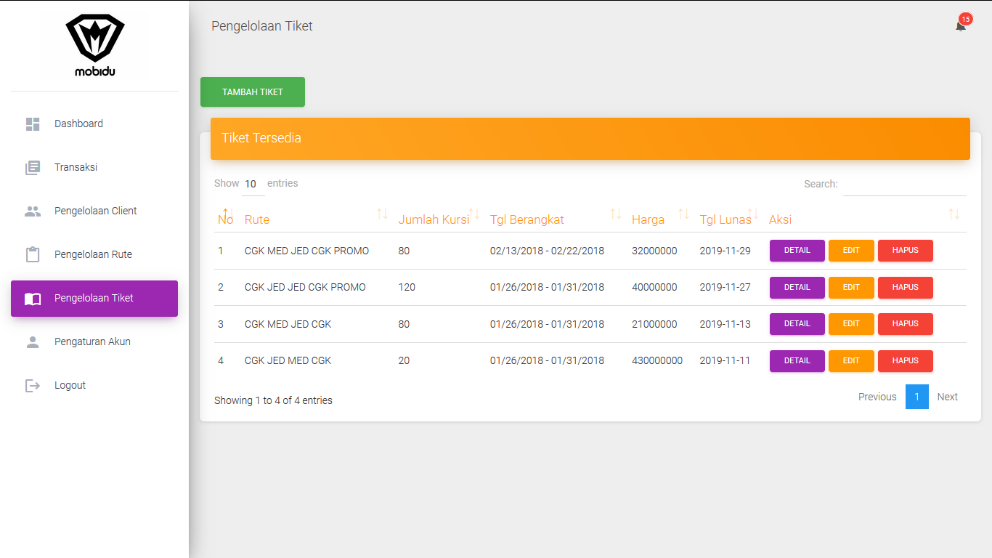 mobidu
Dashboard
Transaksi
Pengelolaan Client
Pengelolaan Rute
Pengelolaan Tiket
Pengaturan Akun
Logout
Pengelolaan Tiket
15
TAMBAH TIKET
Tiket Tersedia
Show 10 entries
Search:
No Rute Jumlah Kursi Tgl Berangkat Harga Tgl Lunas Aksi
1 CGK MED JED CGK PROMO 80 02/13/2018 - 02/22/2018 32000000 2019-11-29 DETAIL EDIT HAPUS
2 CGK JED JED CGK PROMO 120 01/26/2018 - 01/31/2018 40000000 2019-11-27 DETAIL EDIT HAPUS
3 CGK MED JED CGK 80 01/26/2018 - 01/31/2018 21000000 2019-11-13 DETAIL EDIT HAPUS
4 CGK JED MED CGK 20 01/26/2018 - 01/31/2018 430000000 2019-11-11 DETAIL EDIT HAPUS
Showing 1 to 4 of 4 entries
Previous 1 Next